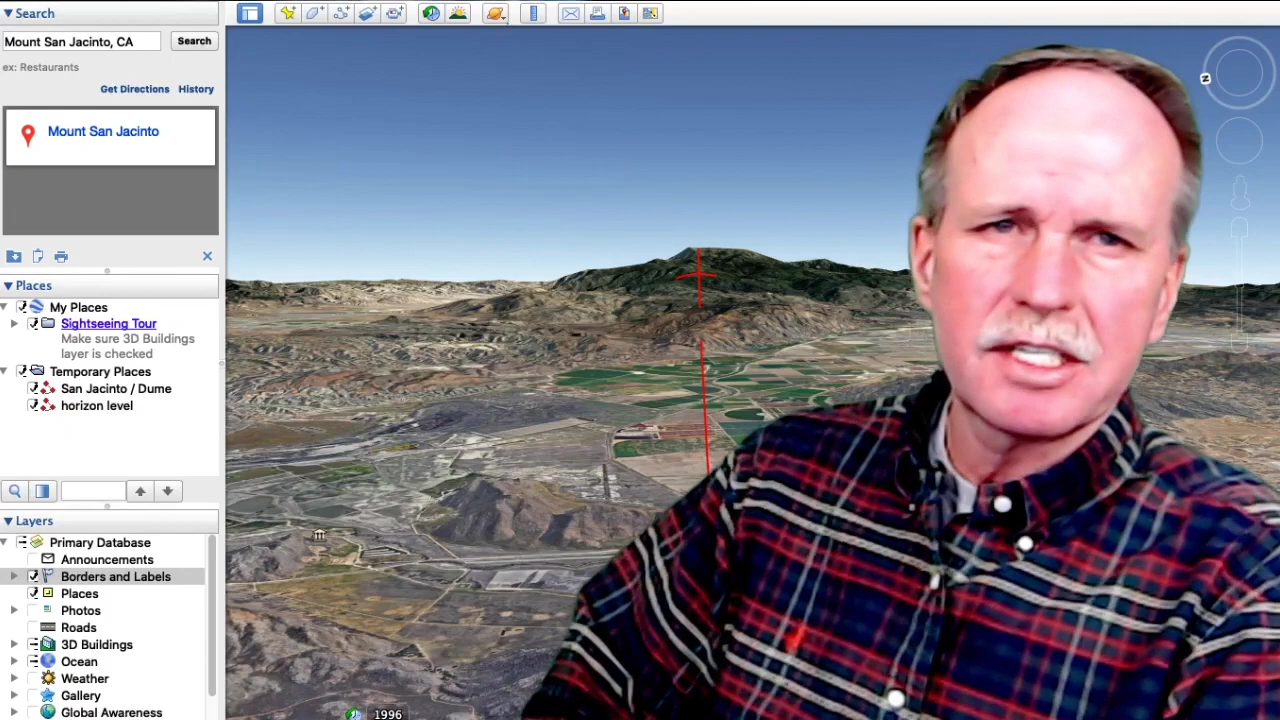 Search
Mount San Jacinto, CA
Search
ex: Restaurants
Get Directions
History
Mount San Jacinto
Places
My Places
Sightseeing Tour
Make sure 3D Buildings
layer is checked
Temporary Places
San Jacinto / Dume
horizon level
Layers
Primary Database
Announcements
Borders and Labels
Places
Photos
Roads
3D Buildings
Ocean
Weather
Gallery
Global Awareness
1996
N